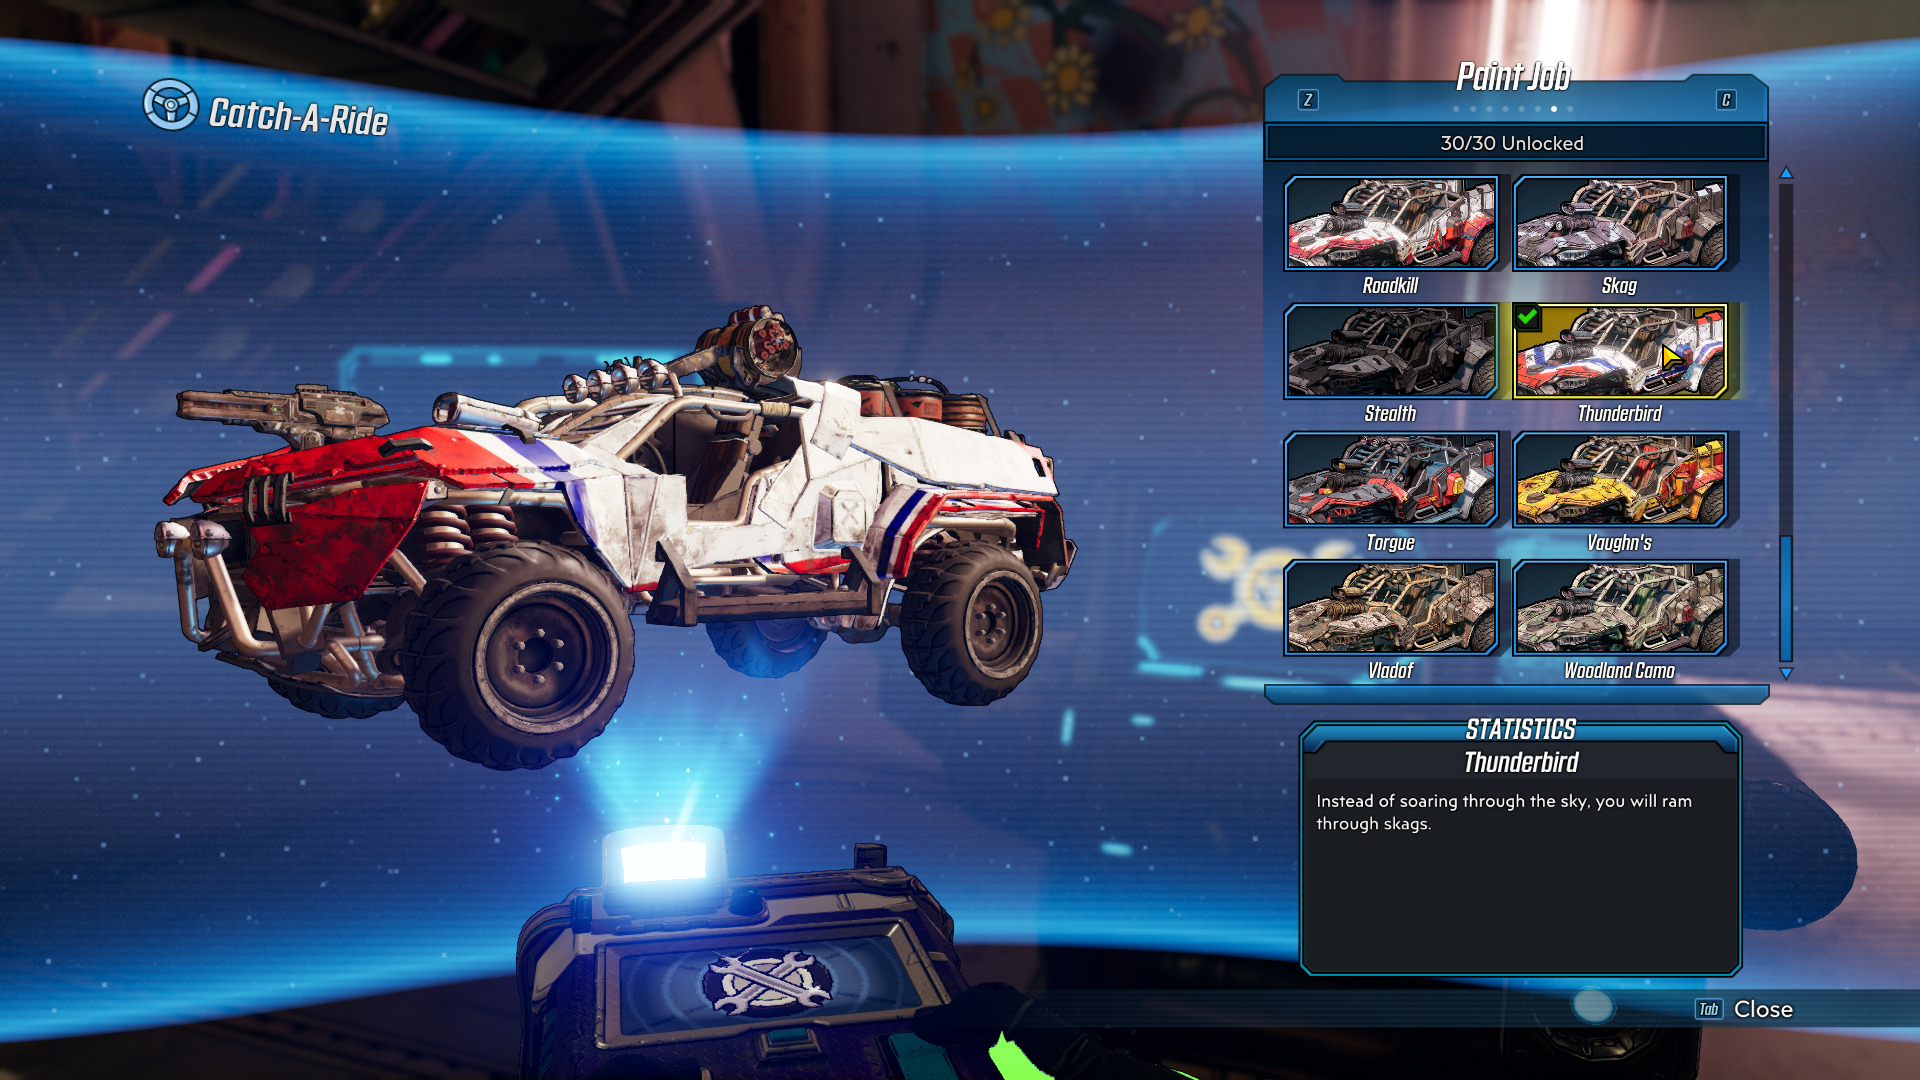 Catch-A-Ride
Paint Job
Z
C
30/30 Unlocked
Roadkill
Skag
Stealth
Thunderbird
Torgue
Vaughn's
Vladof
Woodland Camo
STATISTICS
Thunderbird
Instead of soaring through the sky, you will ram
through skags.
Tab Close